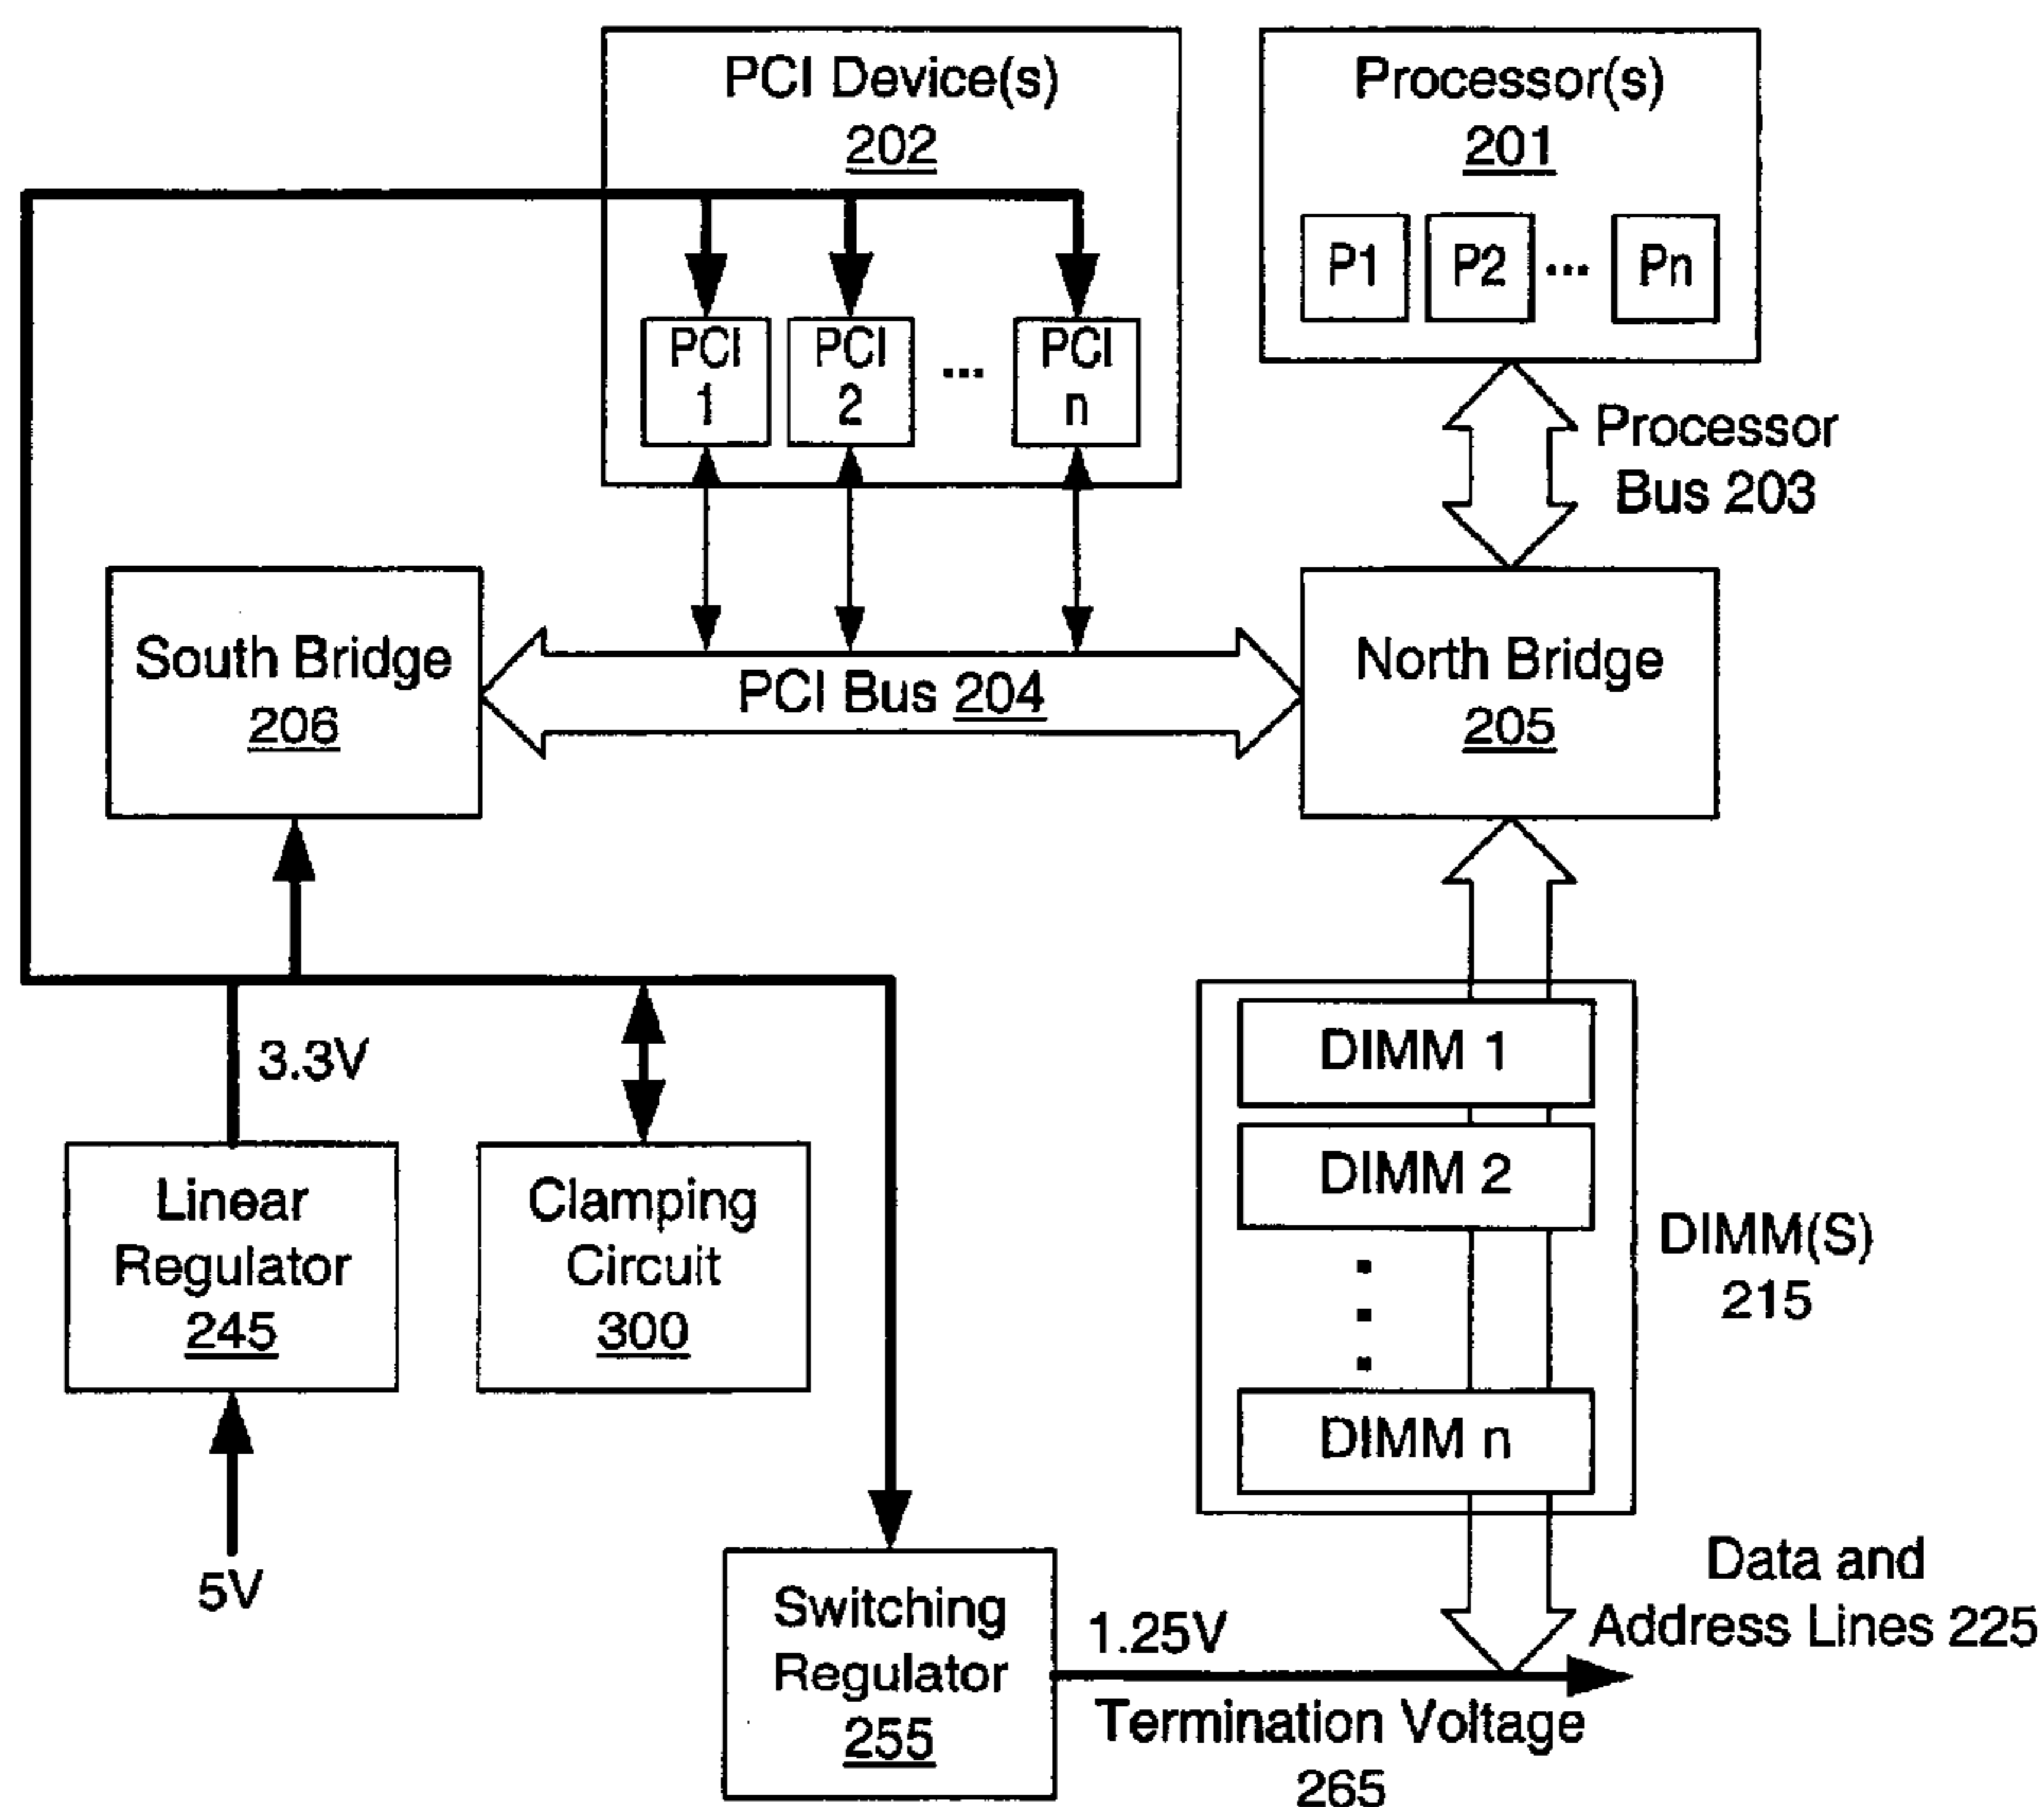 PCI Device(s)
202
Processor(s)
201
P1 P2 ... Pn
PCI
1
PCI
2
...
PCI
n
Processor
Bus 203
South Bridge
206
PCI Bus 204
North Bridge
205
3.3V
Linear
Regulator
245
Clamping
Circuit
300
5V
DIMM 1
DIMM 2
DIMM n
DIMM(S)
215
Switching
Regulator
255
1.25V
Termination Voltage
265
Data and
Address Lines 225